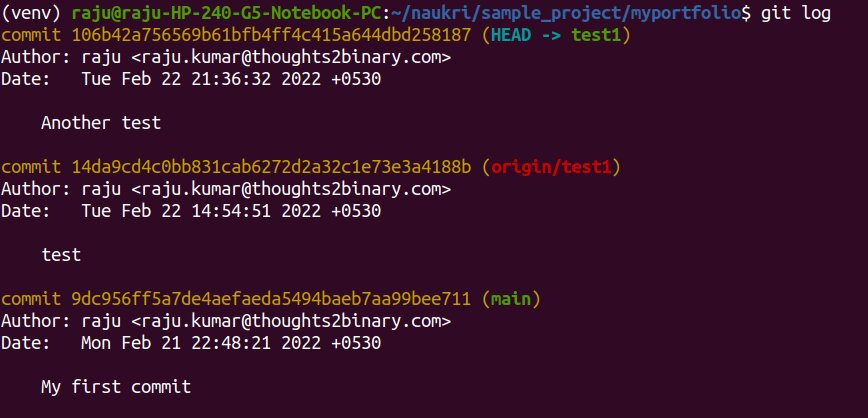 (venv) raju@raju-HP-240-G5-Notebook-PC:~/naukri/sample_project/myportfolio$ git log
commit 106b42a756569b61bfb4ff4c415a644dbd258187 (HEAD -> test1)
Author: raju <raju.kumar@thoughts2binary.com>
Date:   Tue Feb 22 21:36:32 2022 +0530
    Another test
commit 14da9cd4c0bb831cab6272d2a32c1e73e3a4188b (origin/test1)
Author: raju <raju.kumar@thoughts2binary.com>
Date:   Tue Feb 22 14:54:51 2022 +0530
    test
commit 9dc956ff5a7de4aefaeda5494baeb7aa99bee711 (main)
Author: raju <raju.kumar@thoughts2binary.com>
Date:   Mon Feb 21 22:48:21 2022 +0530
    My first commit